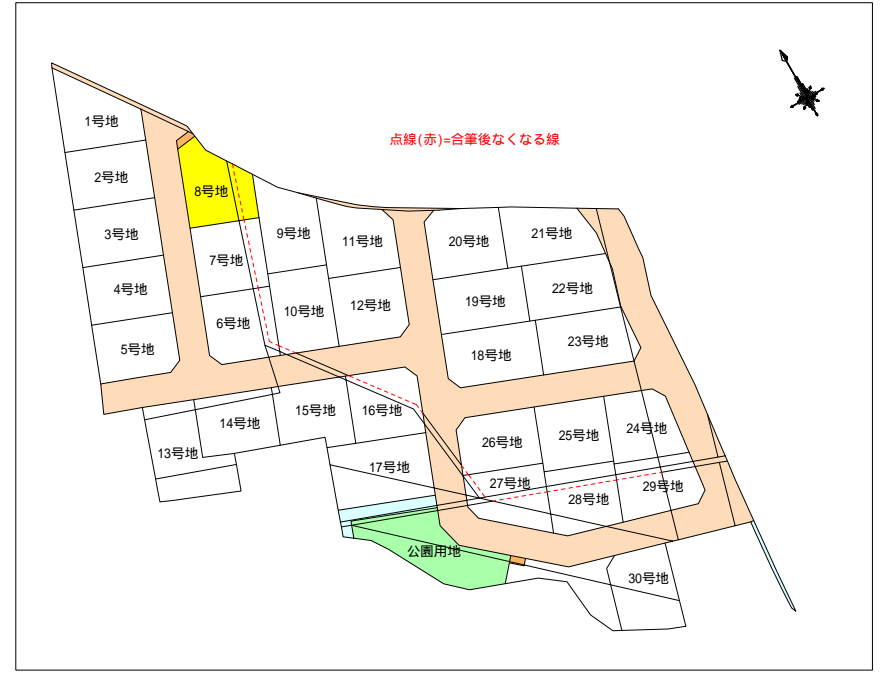 点線(赤)=合筆後なくなる線
1号地
2号地
3号地
4号地
5号地
8号地
7号地
6号地
9号地
10号地
11号地
12号地
20号地
21号地
19号地
22号地
18号地
23号地
13号地
14号地
15号地
16号地
17号地
26号地
25号地
24号地
27号地
28号地
29号地
公園用地
30号地